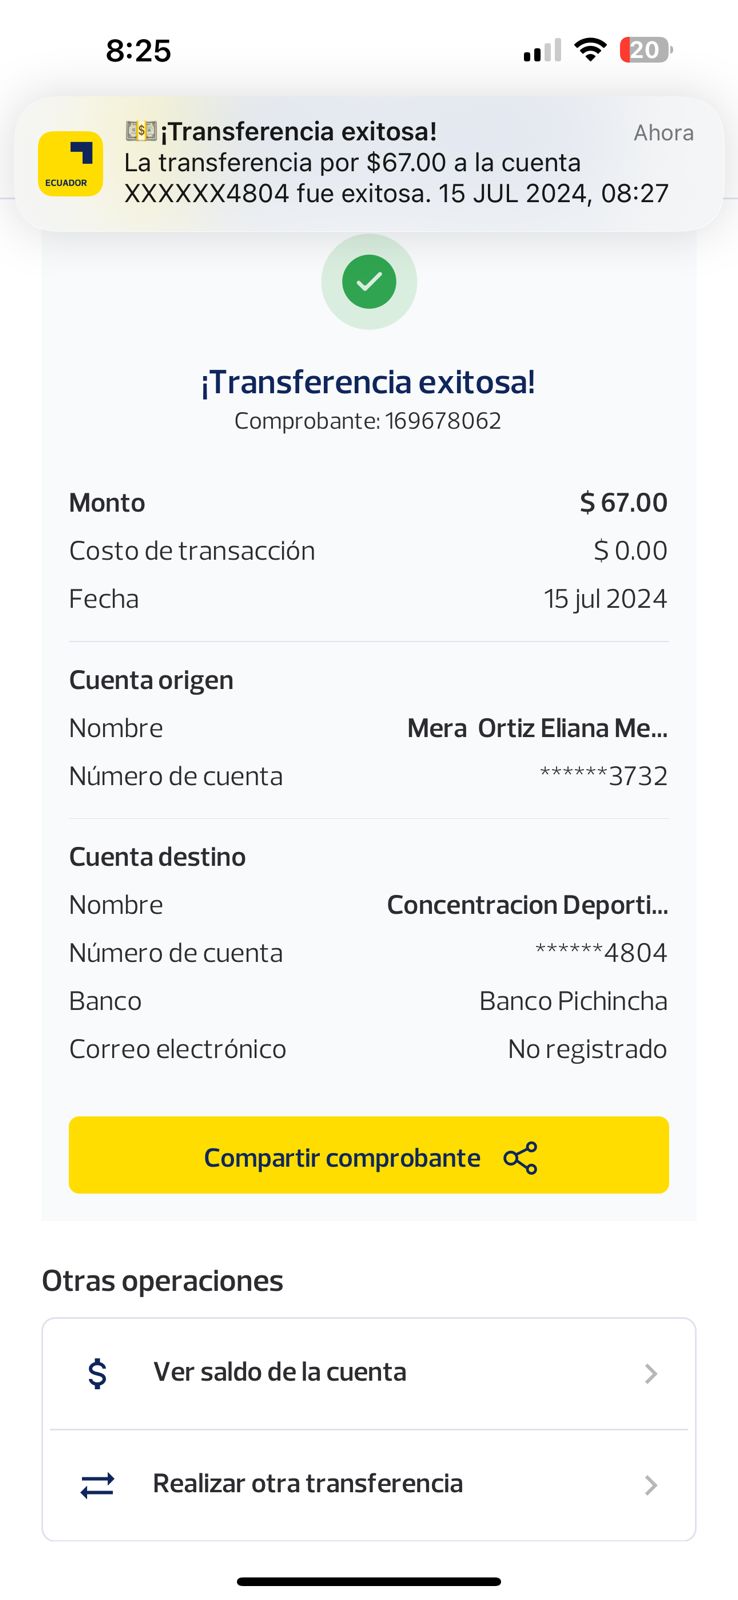 8:25
20
¡Transferencia exitosa!
Ahora
La transferencia por $67.00 a la cuenta
XXXXXX4804 fue exitosa. 15 JUL 2024, 08:27
ECUADOR
¡Transferencia exitosa!
Comprobante: 169678062
Monto $ 67.00
Costo de transacción $ 0.00
Fecha 15 jul 2024
Cuenta origen
Nombre Mera  Ortiz Eliana Me...
Número de cuenta ******3732
Cuenta destino
Nombre Concentracion Deporti...
Número de cuenta ******4804
Banco Banco Pichincha
Correo electrónico No registrado
Compartir comprobante
Otras operaciones
Ver saldo de la cuenta
Realizar otra transferencia